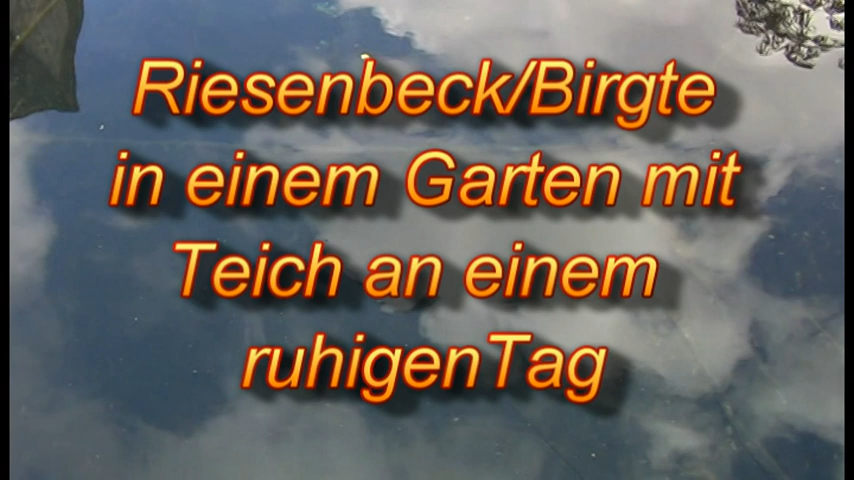 Riesenbeck/Birgte
in einem Garten mit
Teich an einem
ruhigenTag